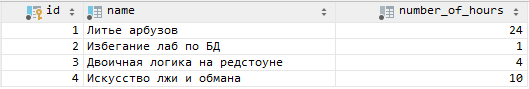 id name number_of_hours
1 Литье арбузов 24
2 Избегание лаб по БД 1
3 Двоичная логика на редстоуне 4
4 Искусство лжи и обмана 10